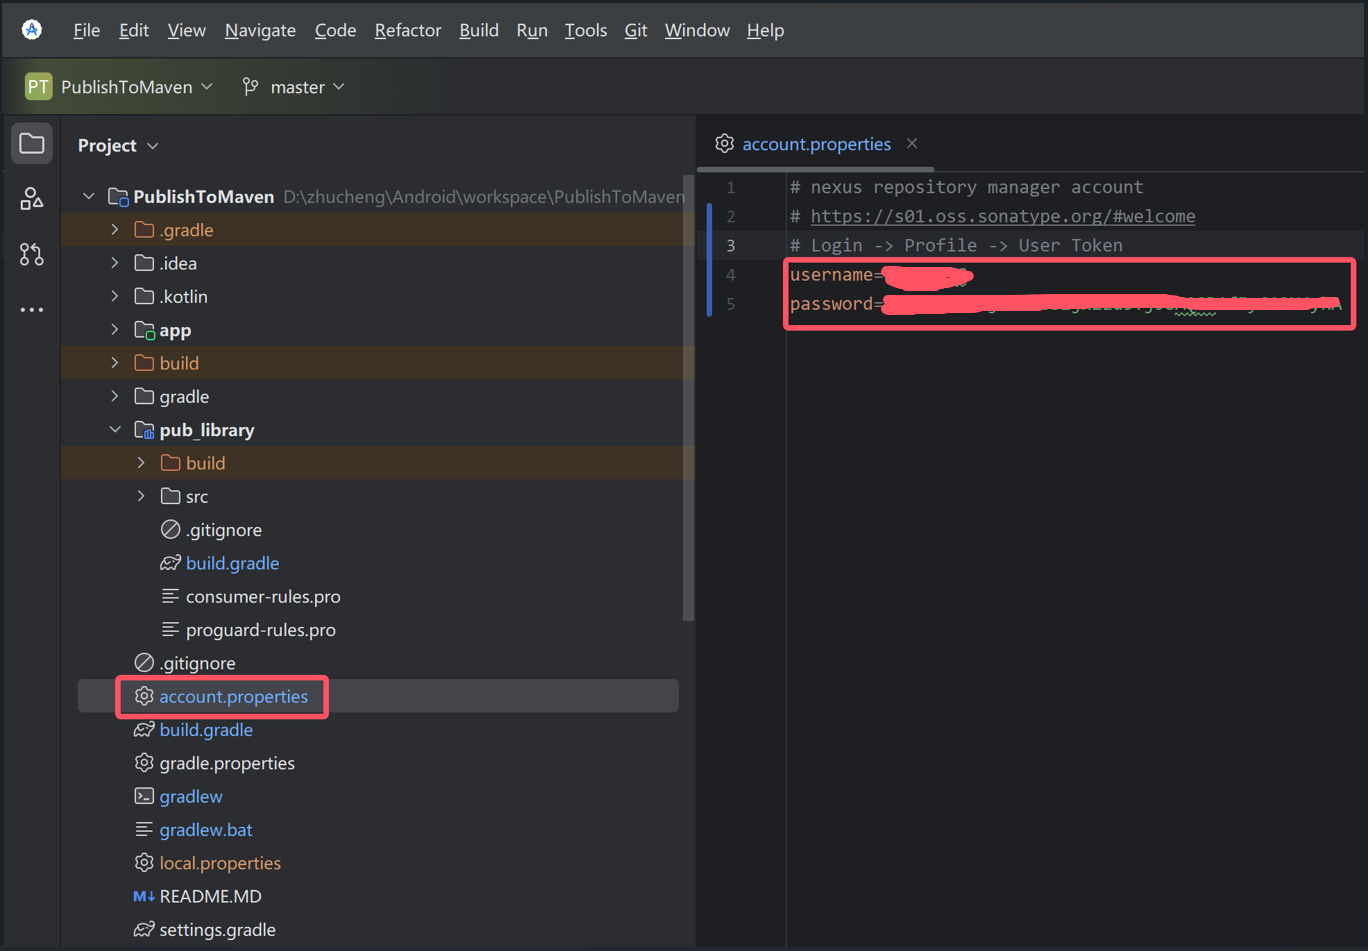 File Edit View Navigate Code Refactor Build Run Tools Git Window Help
PT PublishToMaven master
Project
account.properties
PublishToMaven D:\zhucheng\Android\workspace\PublishToMaven
.gradle
.idea
.kotlin
app
build
gradle
pub_library
build
src
.gitignore
build.gradle
consumer-rules.pro
proguard-rules.pro
.gitignore
account.properties
build.gradle
gradle.properties
gradlew
gradlew.bat
local.properties
M↓ README.MD
settings.gradle
1 # nexus repository manager account
2 # https://s01.oss.sonatype.org/#welcome
3 # Login -> Profile -> User Token
4 username=
5 password=